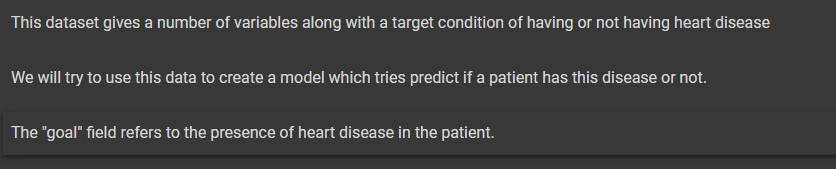 This dataset gives a number of variables along with a target condition of having or not having heart disease
We will try to use this data to create a model which tries predict if a patient has this disease or not.
The "goal" field refers to the presence of heart disease in the patient.